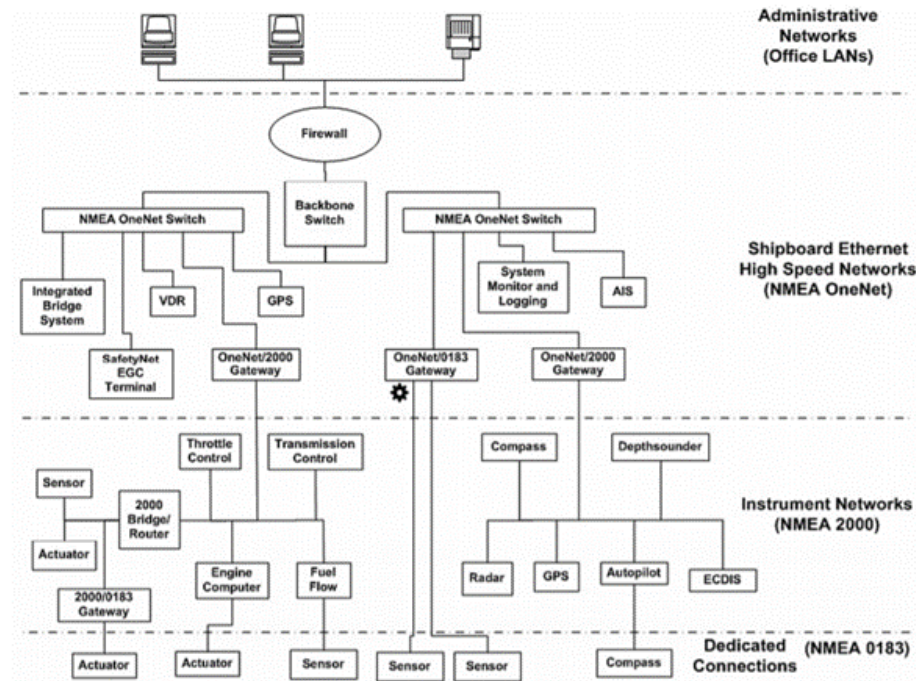 Administrative
Networks
(Office LANs)
Firewall
Backbone
Switch
NMEA OneNet Switch
NMEA OneNet Switch
Integrated
Bridge
System
VDR
GPS
SafetyNet
EGC
Terminal
System
Monitor and
Logging
AIS
Shipboard Ethernet
High Speed Networks
(NMEA OneNet)
OneNet/2000
Gateway
OneNet/0183
Gateway
OneNet/2000
Gateway
Throttle
Control
Transmission
Control
Compass
Depthsounder
Sensor
2000
Bridge/
Router
Actuator
Instrument Networks
(NMEA 2000)
Engine
Computer
Fuel
Flow
Radar
GPS
Autopilot
ECDIS
2000/0183
Gateway
Actuator
Actuator
Sensor
Sensor
Sensor
Compass
Dedicated
Connections
(NMEA 0183)